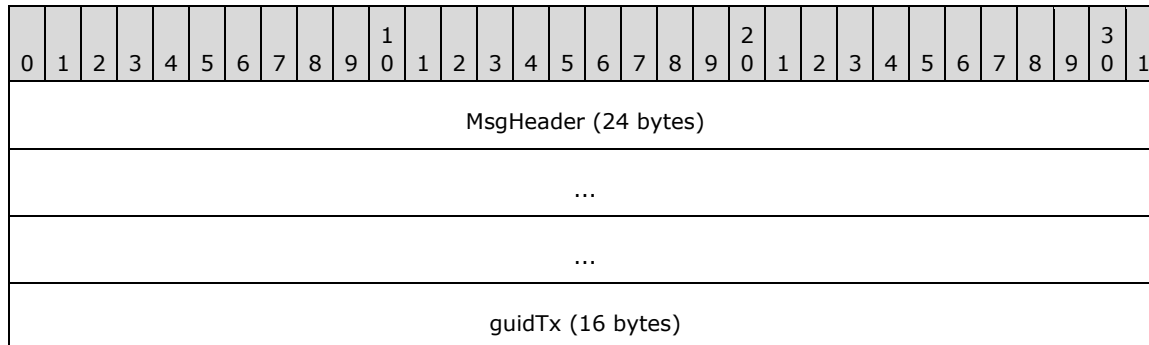 1 2 3
0 1 2 3 4 5 6 7 8 9 0 1 2 3 4 5 6 7 8 9 0 1 2 3 4 5 6 7 8 9 0 1
MsgHeader (24 bytes)
...
...
guidTx (16 bytes)